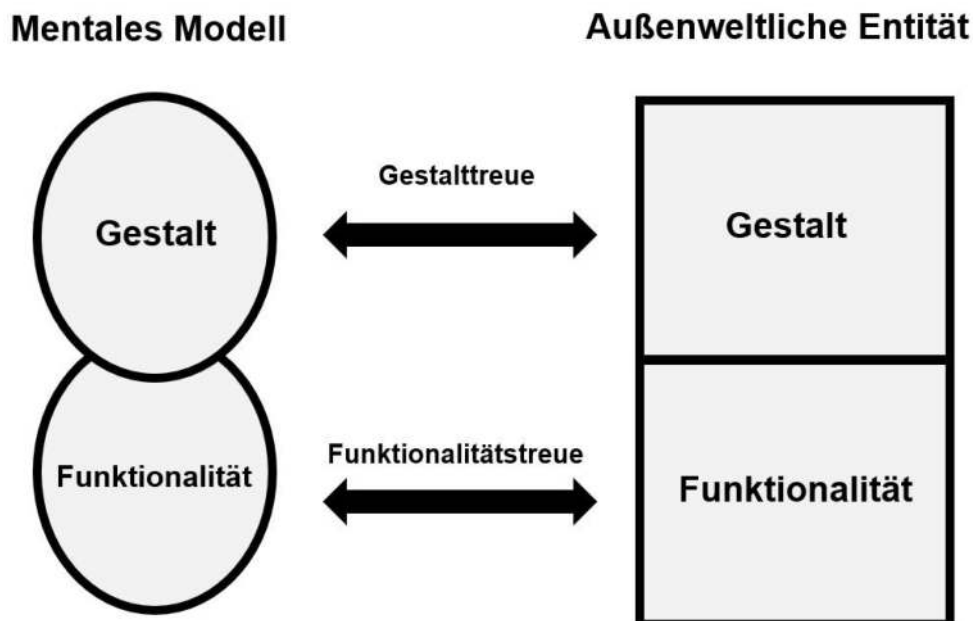 Mentales Modell
Außenweltliche Entität
Gestalt
Gestalttreue
Gestalt
Funktionalität
Funktionalitätstreue
Funktionalität